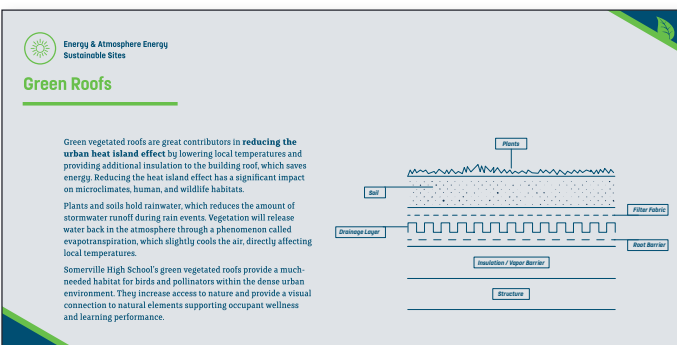 Energy & Atmosphere Energy
Sustainable Sites
Green Roofs
Green vegetated roofs are great contributors in reducing the
urban heat island effect by lowering local temperatures and
providing additional insulation to the building roof, which saves
energy. Reducing the heat island effect has a significant impact
on microclimates, human, and wildlife habitats.
Plants and soils hold rainwater, which reduces the amount of
stormwater runoff during rain events. Vegetation will release
water back in the atmosphere through a phenomenon called
evapotranspiration, which slightly cools the air, directly affecting
local temperatures.
Somerville High School's green vegetated roofs provide a much-
needed habitat for birds and pollinators within the dense urban
environment. They increase access to nature and provide a visual
connection to natural elements supporting occupant wellness
and learning performance.
Plants
Soil
Filter Fabric
Drainage Layer
Root Barrier
Insulation / Vapor Barrier
Structure